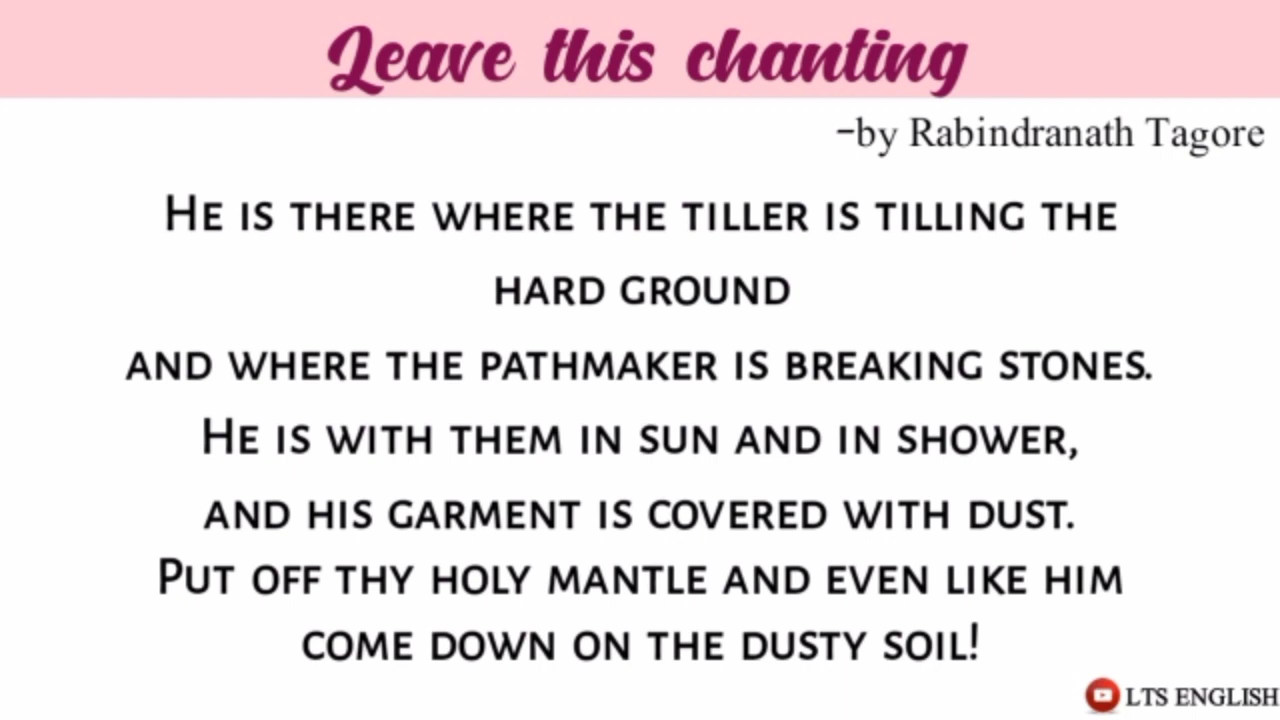 Leave this chanting
-by Rabindranath Tagore
He is there where the tiller is tilling the
hard ground
and where the pathmaker is breaking stones.
He is with them in sun and in shower,
and his garment is covered with dust.
Put off thy holy mantle and even like him
come down on the dusty soil!
LTS ENGLISH